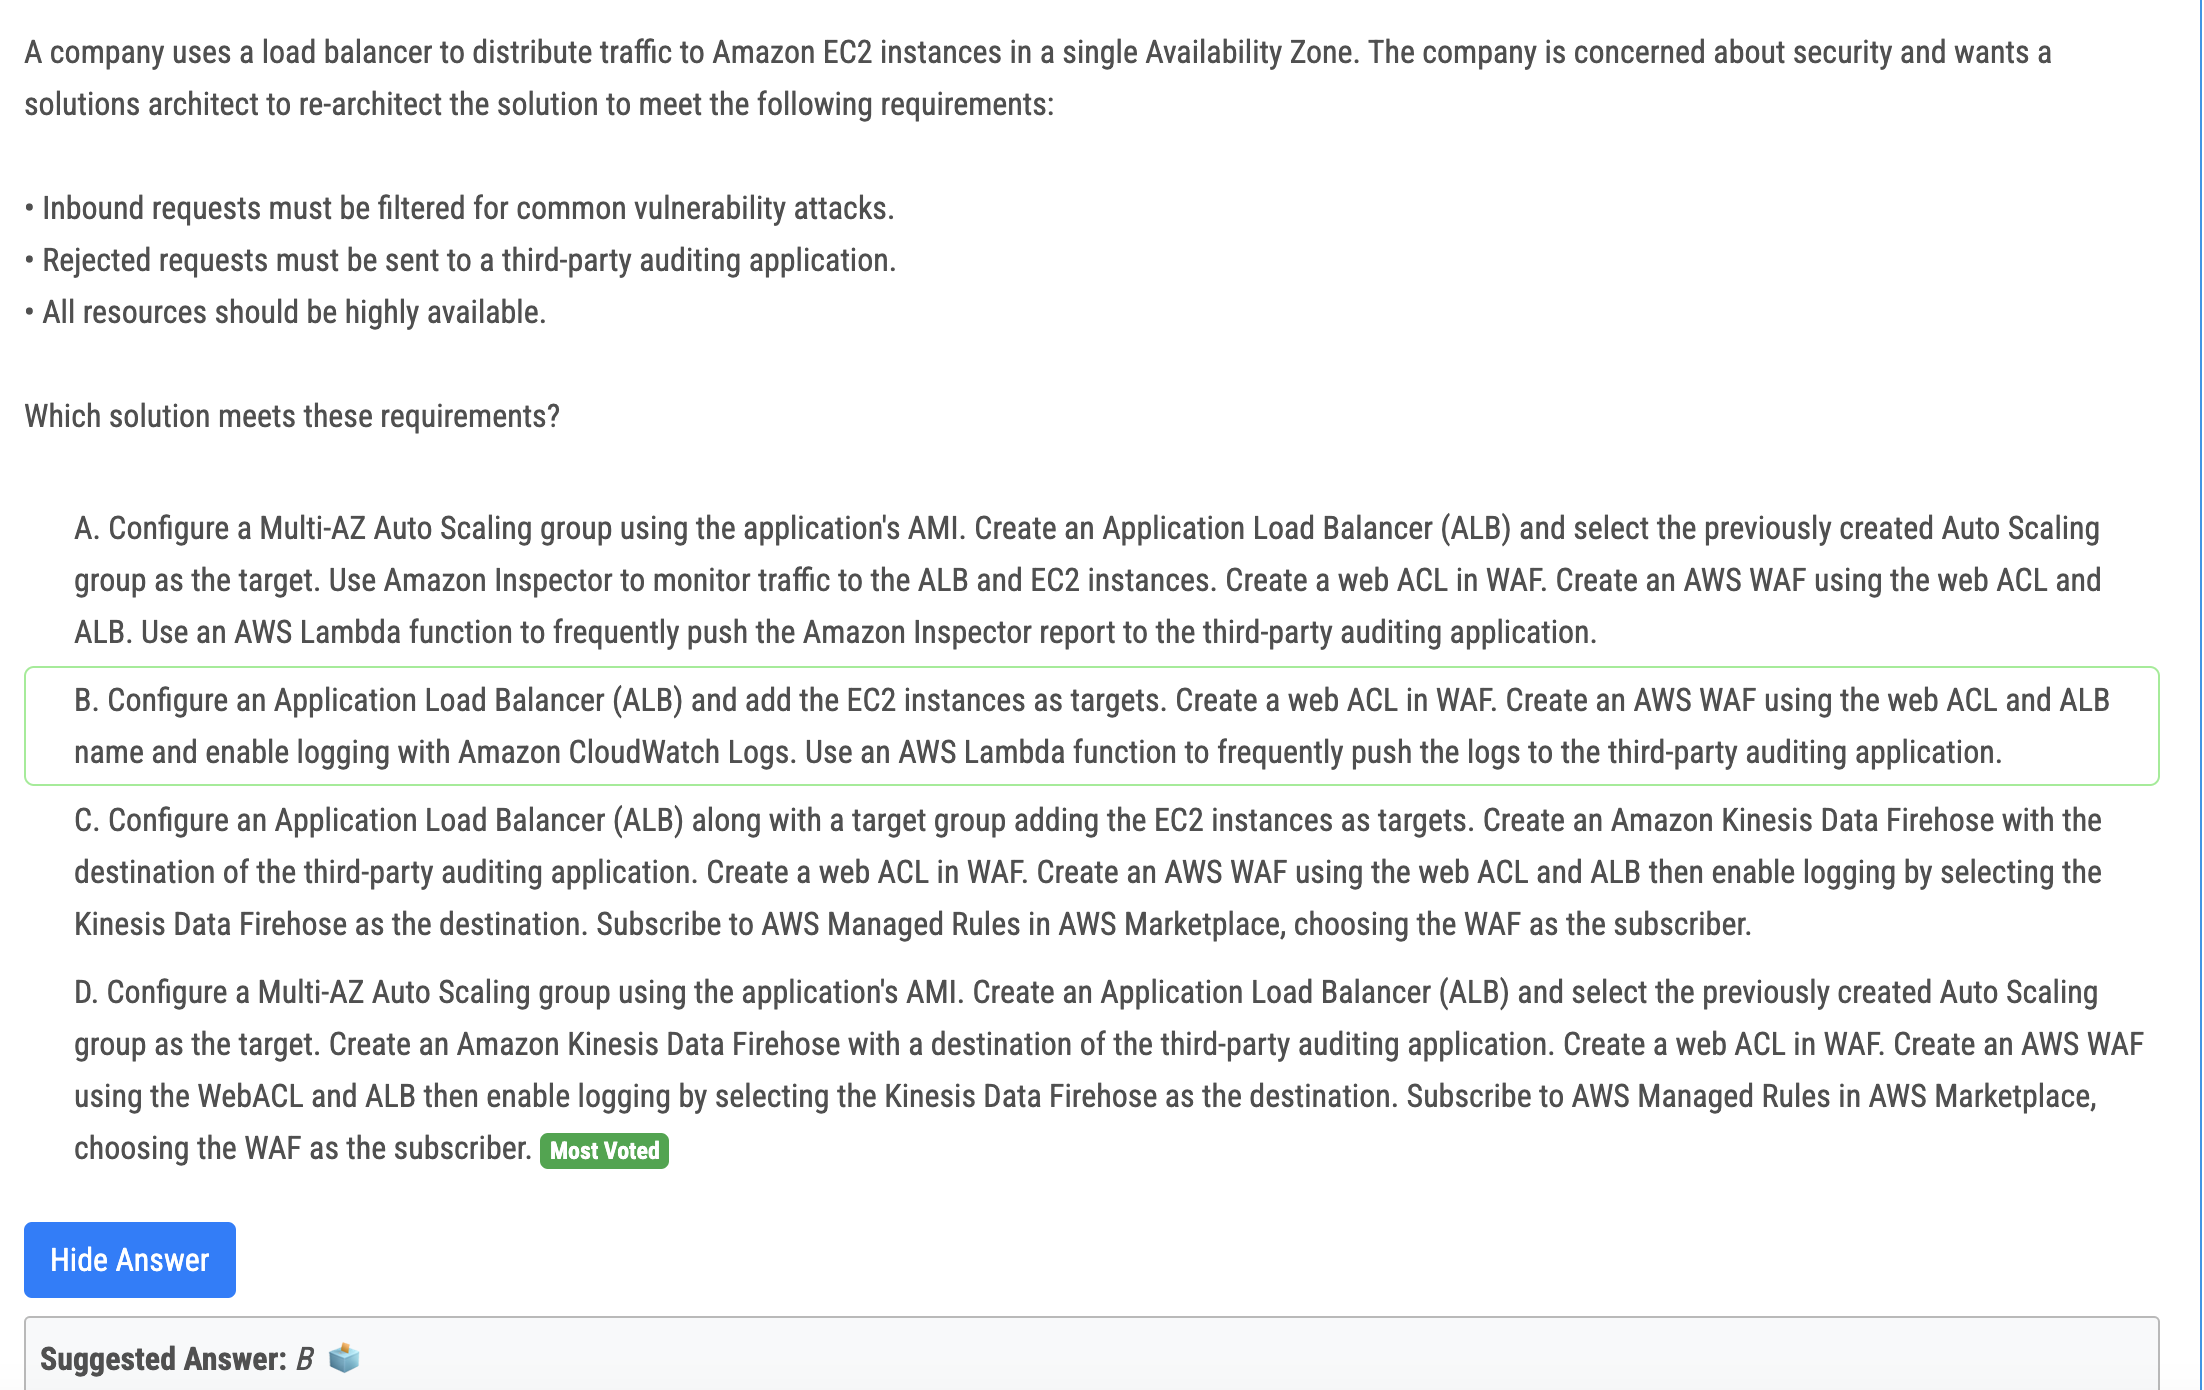 A company uses a load balancer to distribute traffic to Amazon EC2 instances in a single Availability Zone. The company is concerned about security and wants a
solutions architect to re-architect the solution to meet the following requirements:
• Inbound requests must be filtered for common vulnerability attacks.
• Rejected requests must be sent to a third-party auditing application.
• All resources should be highly available.
Which solution meets these requirements?
A. Configure a Multi-AZ Auto Scaling group using the application's AMI. Create an Application Load Balancer (ALB) and select the previously created Auto Scaling
group as the target. Use Amazon Inspector to monitor traffic to the ALB and EC2 instances. Create a web ACL in WAF. Create an AWS WAF using the web ACL and
ALB. Use an AWS Lambda function to frequently push the Amazon Inspector report to the third-party auditing application.
B. Configure an Application Load Balancer (ALB) and add the EC2 instances as targets. Create a web ACL in WAF. Create an AWS WAF using the web ACL and ALB
name and enable logging with Amazon CloudWatch Logs. Use an AWS Lambda function to frequently push the logs to the third-party auditing application.
C. Configure an Application Load Balancer (ALB) along with a target group adding the EC2 instances as targets. Create an Amazon Kinesis Data Firehose with the
destination of the third-party auditing application. Create a web ACL in WAF. Create an AWS WAF using the web ACL and ALB then enable logging by selecting the
Kinesis Data Firehose as the destination. Subscribe to AWS Managed Rules in AWS Marketplace, choosing the WAF as the subscriber.
D. Configure a Multi-AZ Auto Scaling group using the application's AMI. Create an Application Load Balancer (ALB) and select the previously created Auto Scaling
group as the target. Create an Amazon Kinesis Data Firehose with a destination of the third-party auditing application. Create a web ACL in WAF. Create an AWS WAF
using the WebACL and ALB then enable logging by selecting the Kinesis Data Firehose as the destination. Subscribe to AWS Managed Rules in AWS Marketplace,
choosing the WAF as the subscriber. Most Voted
Hide Answer
Suggested Answer: B